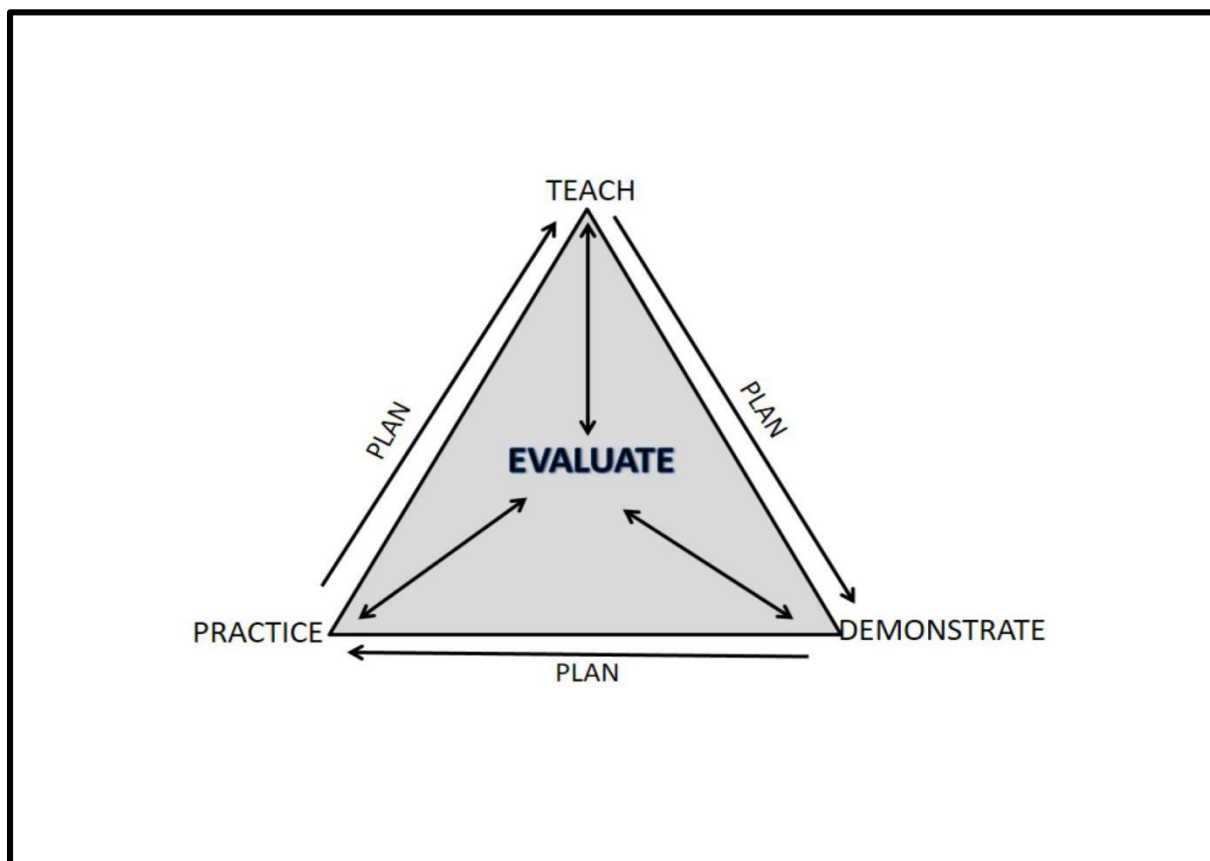 TEACH
PLAN
PLAN
EVALUATE
PRACTICE
DEMONSTRATE
PLAN